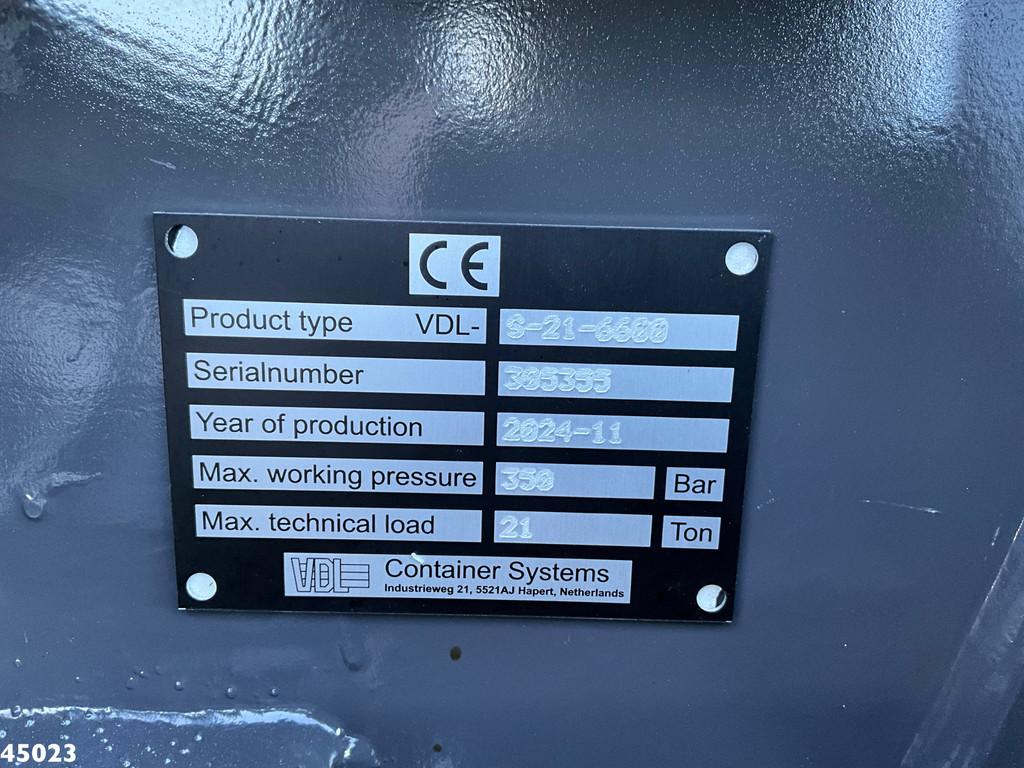 CE
Product type VDL- S-21-6600
Serialnumber 305355
Year of production 2024-11
Max. working pressure 350 Bar
Max. technical load 21 Ton
VDL Container Systems
Industrieweg 21, 5521AJ Hapert, Netherlands
45023